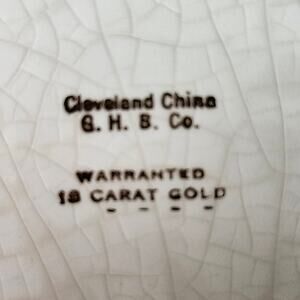 Cleveland China
G. H. B. Co.
WARRANTED
18 CARAT GOLD